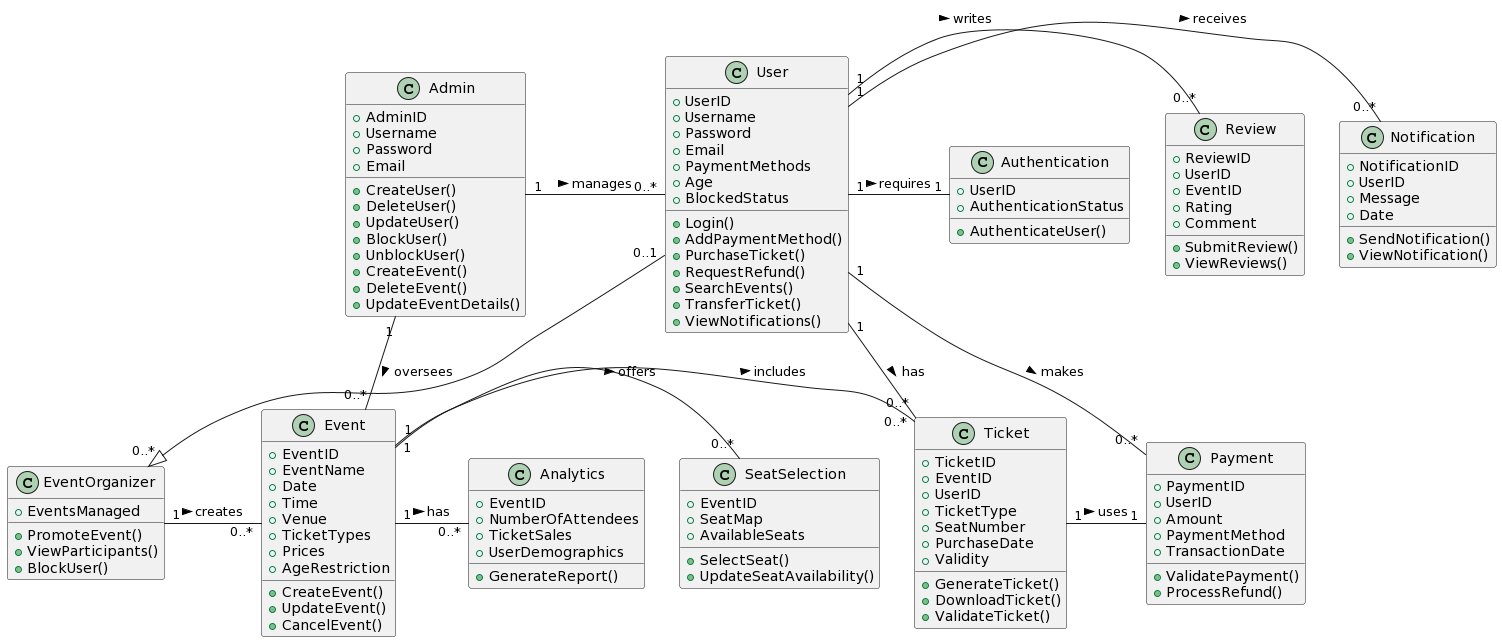 writes
receives
C User
+ UserID
+ Username
+ Password
+ Email
+ PaymentMethods
+ Age
+ BlockedStatus
+ Login()
+ AddPaymentMethod()
+ PurchaseTicket()
+ RequestRefund()
+ SearchEvents()
+ TransferTicket()
+ ViewNotifications()
C Admin
AdminID
Username
Password
Email
CreateUser()
DeleteUser()
UpdateUser()
BlockUser()
UnblockUser()
CreateEvent()
DeleteEvent()
UpdateEventDetails()
1
manages
0..*
1
1
1
requires
1
C Authentication
UserID
AuthenticationStatus
AuthenticateUser()
0..*
C Review
ReviewID
UserID
EventID
Rating
Comment
SubmitReview()
ViewReviews()
0..*
C Notification
NotificationID
UserID
Message
Date
SendNotification()
ViewNotification()
0..1
1
1
1
oversees
offers
includes
has
makes
0..*
0..*
0..*
0..*
0..*
0..*
1
1
C EventOrganizer
EventsManaged
PromoteEvent()
ViewParticipants()
BlockUser()
1
creates
0..*
C Event
EventID
EventName
Date
Time
Venue
TicketTypes
Prices
AgeRestriction
CreateEvent()
UpdateEvent()
CancelEvent()
1
has
0..*
C Analytics
EventID
NumberOfAttendees
TicketSales
UserDemographics
GenerateReport()
C SeatSelection
EventID
SeatMap
AvailableSeats
SelectSeat()
UpdateSeatAvailability()
C Ticket
TicketID
EventID
UserID
TicketType
SeatNumber
PurchaseDate
Validity
GenerateTicket()
DownloadTicket()
ValidateTicket()
1
uses
1
C Payment
PaymentID
UserID
Amount
PaymentMethod
TransactionDate
ValidatePayment()
ProcessRefund()